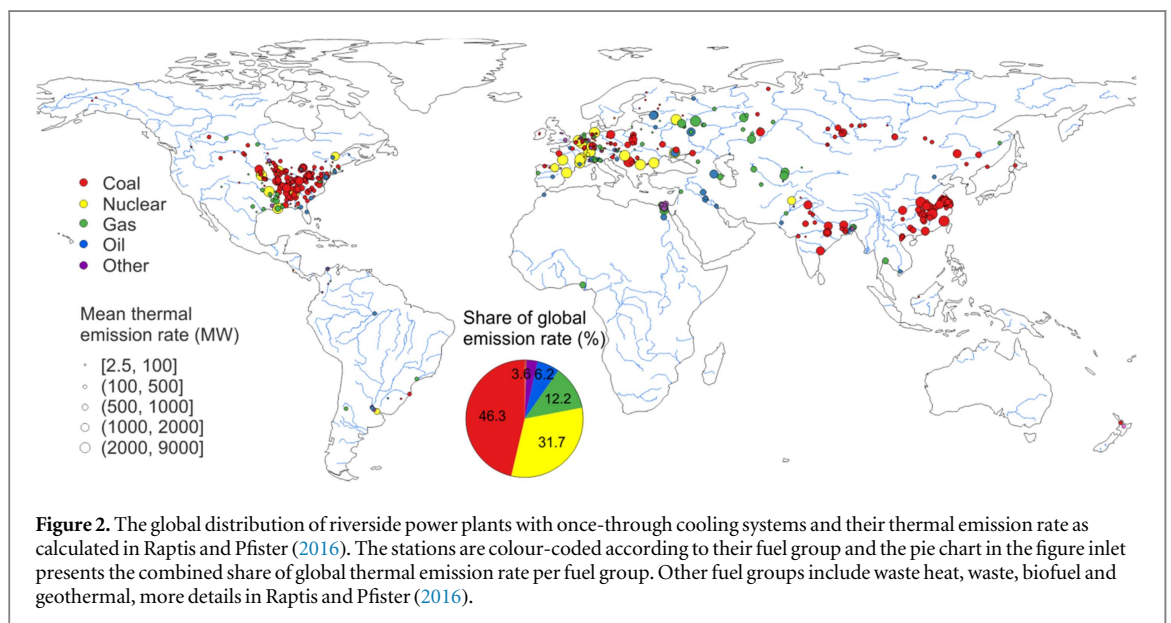 Coal
Nuclear
Gas
Oil
Other
Mean thermal
emission rate (MW)
[2.5, 100]
(100, 500]
(500, 1000]
(1000, 2000]
(2000, 9000]
Share of global
emission rate (%)
3.6
6.2
12.2
46.3
31.7
Figure 2. The global distribution of riverside power plants with once-through cooling systems and their thermal emission rate as
calculated in Raptis and Pfister (2016). The stations are colour-coded according to their fuel group and the pie chart in the figure inlet
presents the combined share of global thermal emission rate per fuel group. Other fuel groups include waste heat, waste, biofuel and
geothermal, more details in Raptis and Pfister (2016).